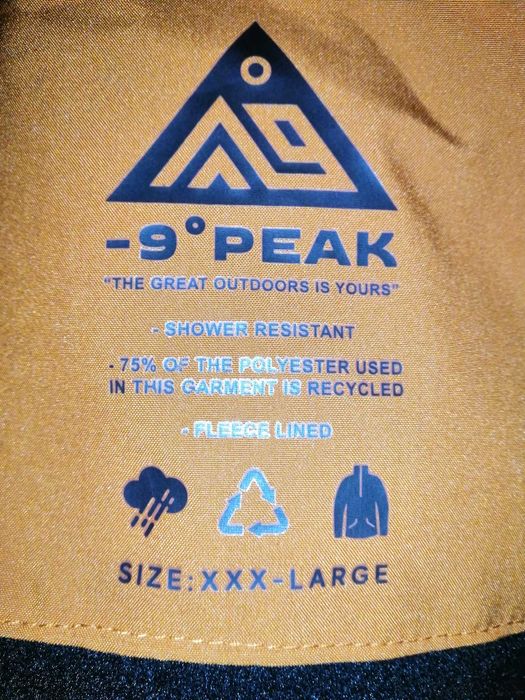 -9°PEAK
"THE GREAT OUTDOORS IS YOURS"
- SHOWER RESISTANT
- 75% OF THE POLYESTER USED
IN THIS GARMENT IS RECYCLED
- FLEECE LINED
SIZE:XXX-LARGE